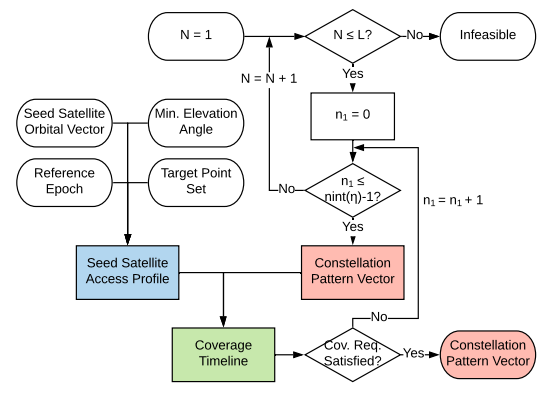 N = 1
N ≤ L?
No
Infeasible
N = N + 1
Yes
Seed Satellite
Orbital Vector
Min. Elevation
Angle
n₁ = 0
Reference
Epoch
Target Point
Set
No
n₁ ≤
nint(η)-1?
n₁ = n₁ + 1
Yes
Seed Satellite
Access Profile
Constellation
Pattern Vector
No
Coverage
Timeline
Cov. Req.
Satisfied?
Yes
Constellation
Pattern Vector